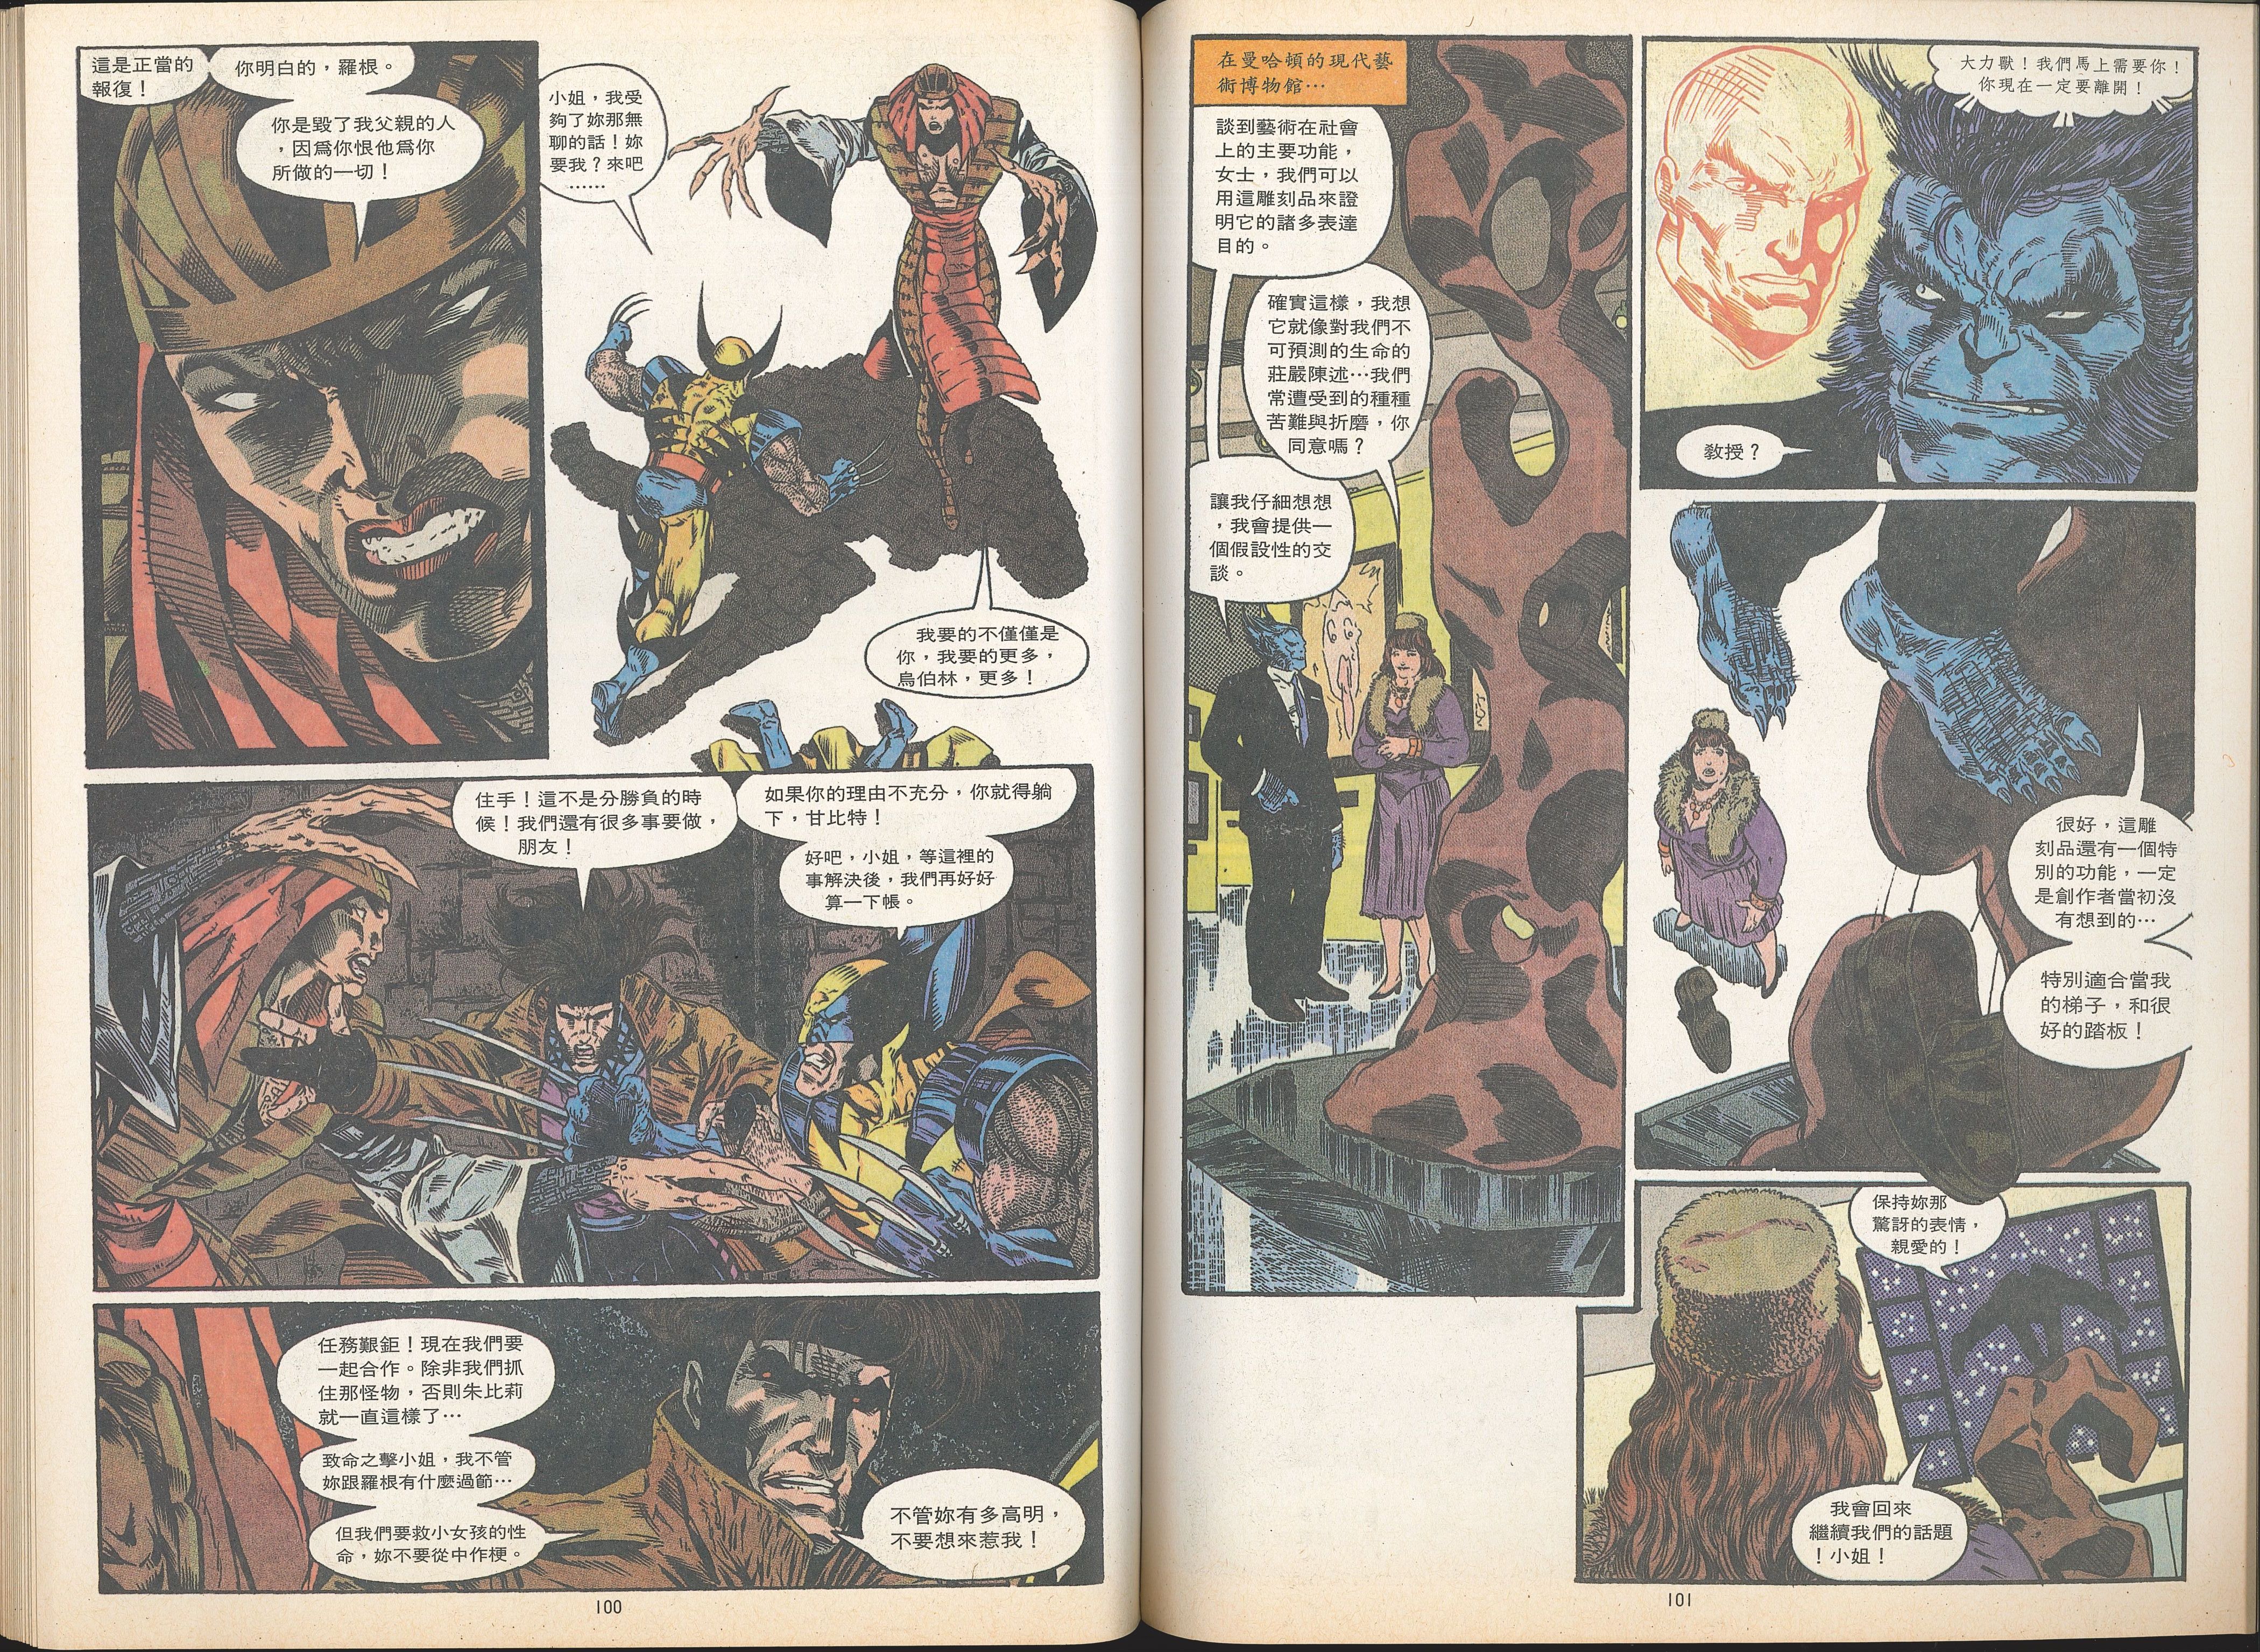 這是正當的
報復！
你明白的，羅根。
你是毀了我父親的人
，因爲你恨他爲你
所做的一切！
小姐，我受
夠了妳那無
聊的話！妳
要我？來吧
……
我要的不僅僅是
你，我要的更多，
烏伯林，更多！
住手！這不是分勝負的時
候！我們還有很多事要做，
朋友！
如果你的理由不充分，你就得躺
下，甘比特！
好吧，小姐，等這裡的
事解決後，我們再好好
算一下帳。
任務艱鉅！現在我們要
一起合作。除非我們抓
住那怪物，否則朱比莉
就一直這樣了…
致命之擊小姐，我不管
妳跟羅根有什麼過節…
但我們要救小女孩的性
命，妳不要從中作梗。
不管妳有多高明，
不要想來惹我！
100
在曼哈頓的現代藝
術博物館…
談到藝術在社會
上的主要功能，
女士，我們可以
用這雕刻品來證
明它的諸多表達
目的。
確實這樣，我想
它就像對我們不
可預測的生命的
莊嚴陳述…我們
常遭受到的種種
苦難與折磨，你
同意嗎？
讓我仔細想想
，我會提供一
個假設性的交
談。
大力獸！我們馬上需要你！
你現在一定要離開！
教授？
很好，這雕
刻品還有一個特
別的功能，一定
是創作者當初沒
有想到的…
特別適合當我
的梯子，和很
好的踏板！
保持妳那
驚訝的表情，
親愛的！
我會回來
繼續我們的話題
！小姐！
101